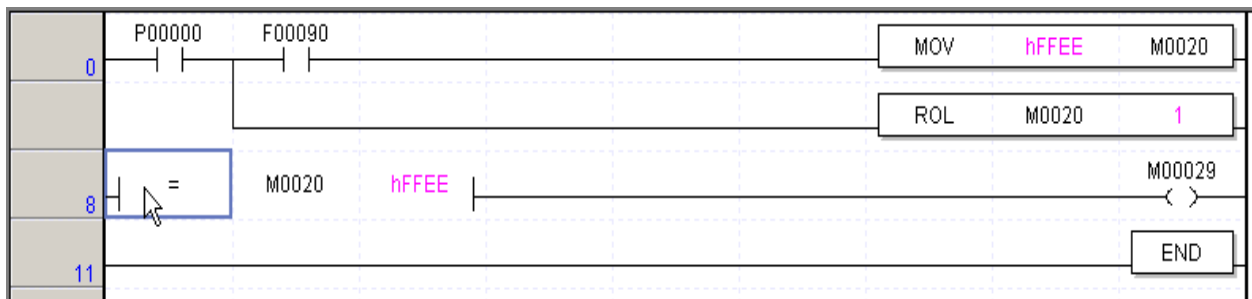 P00000 F00090
0 MOV hFFEE M0020
ROL M0020 1
M00029
8 = M0020 hFFEE
11 END